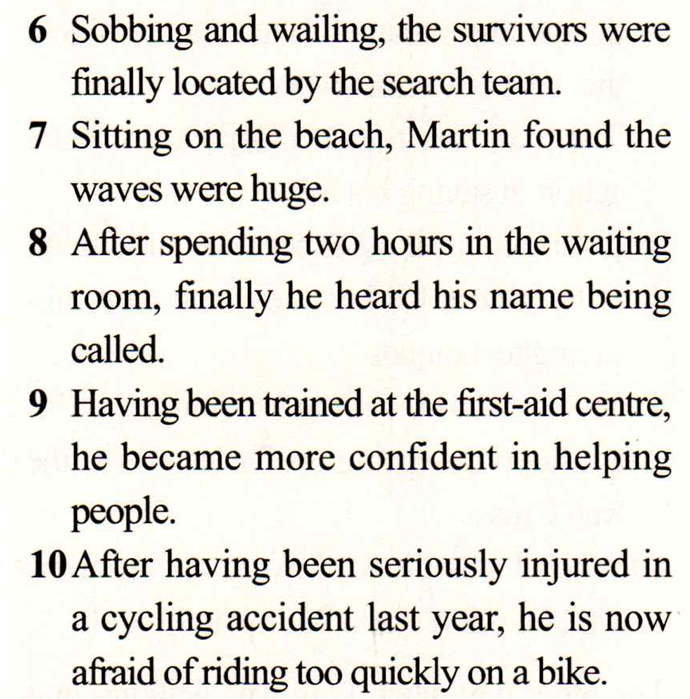 6 Sobbing and wailing, the survivors were
finally located by the search team.
7 Sitting on the beach, Martin found the
waves were huge.
8 After spending two hours in the waiting
room, finally he heard his name being
called.
9 Having been trained at the first-aid centre,
he became more confident in helping
people.
10 After having been seriously injured in
a cycling accident last year, he is now
afraid of riding too quickly on a bike.